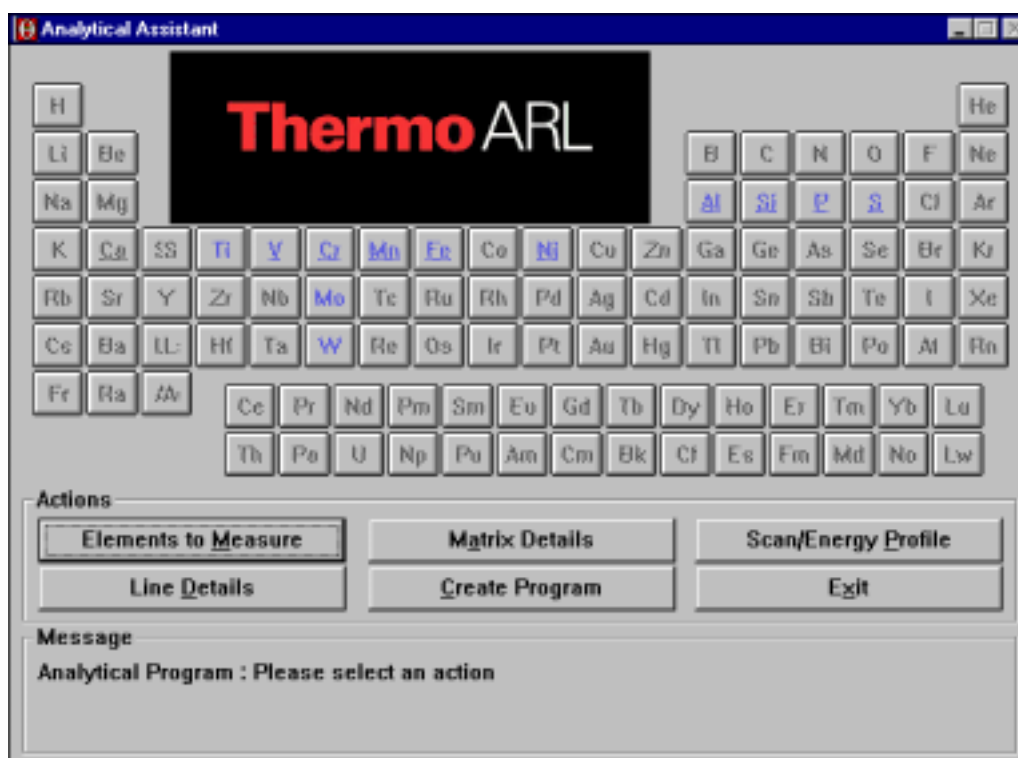 Analytical Assistant
Thermo ARL
H He
Li Be B C N O F Ne
Na Mg Al Si P S Cl Ar
K Ca SS Ti V Cr Mn Fe Co Ni Cu Zn Ga Ge As Se Br Kr
Rb Sr Y Zr Nb Mo Tc Ru Rh Pd Ag Cd In Sn Sb Te I Xe
Cs Ba LL: Hf Ta W Re Os Ir Pt Au Hg Tl Pb Bi Po At Rn
Fr Ra
Ce Pr Nd Pm Sm Eu Gd Tb Dy Ho Er Tm Yb Lu
Th Pa U Np Pu Am Cm Bk Cf Es Fm Md No Lw
Actions
Elements to Measure Matrix Details Scan/Energy Profile
Line Details Create Program Exit
Message
Analytical Program : Please select an action